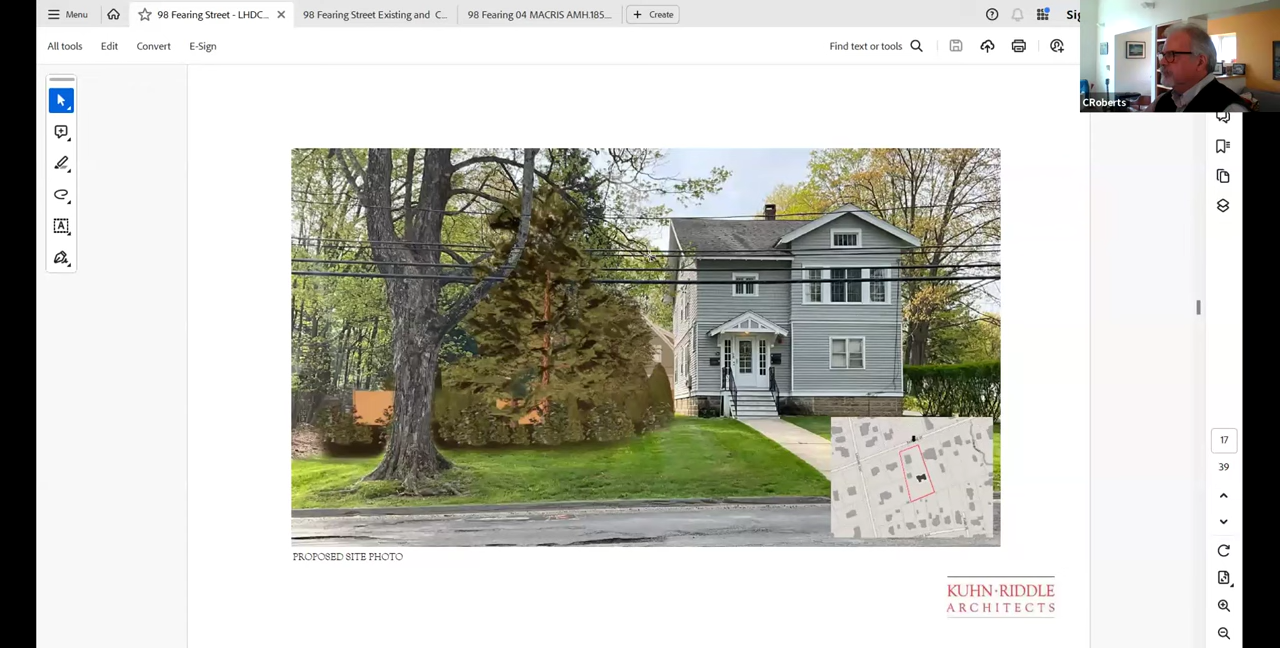 Menu
98 Fearing Street - LHDC...
98 Fearing Street Existing and C...
98 Fearing 04 MACRIS AMH.185...
Create
Sig
All tools
Edit
Convert
E-Sign
Find text or tools
CRoberts
17
39
PROPOSED SITE PHOTO
KUHN·RIDDLE
ARCHITECTS